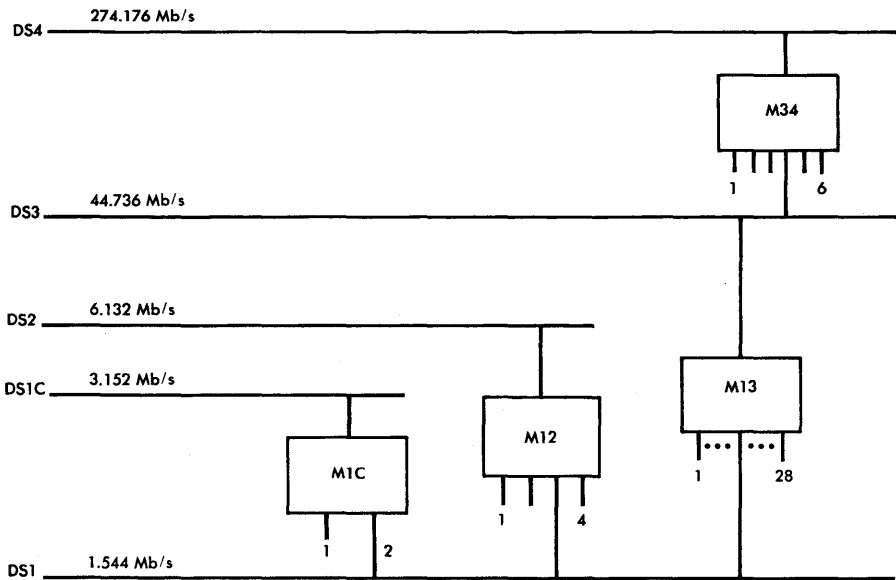 274.176 Mb/s
DS4
M34
1 6
44.736 Mb/s
DS3
6.132 Mb/s
DS2
3.152 Mb/s
DS1C
M13
M12
1 ••• ••• 28
M1C
1 4
1 2
1.544 Mb/s
DS1